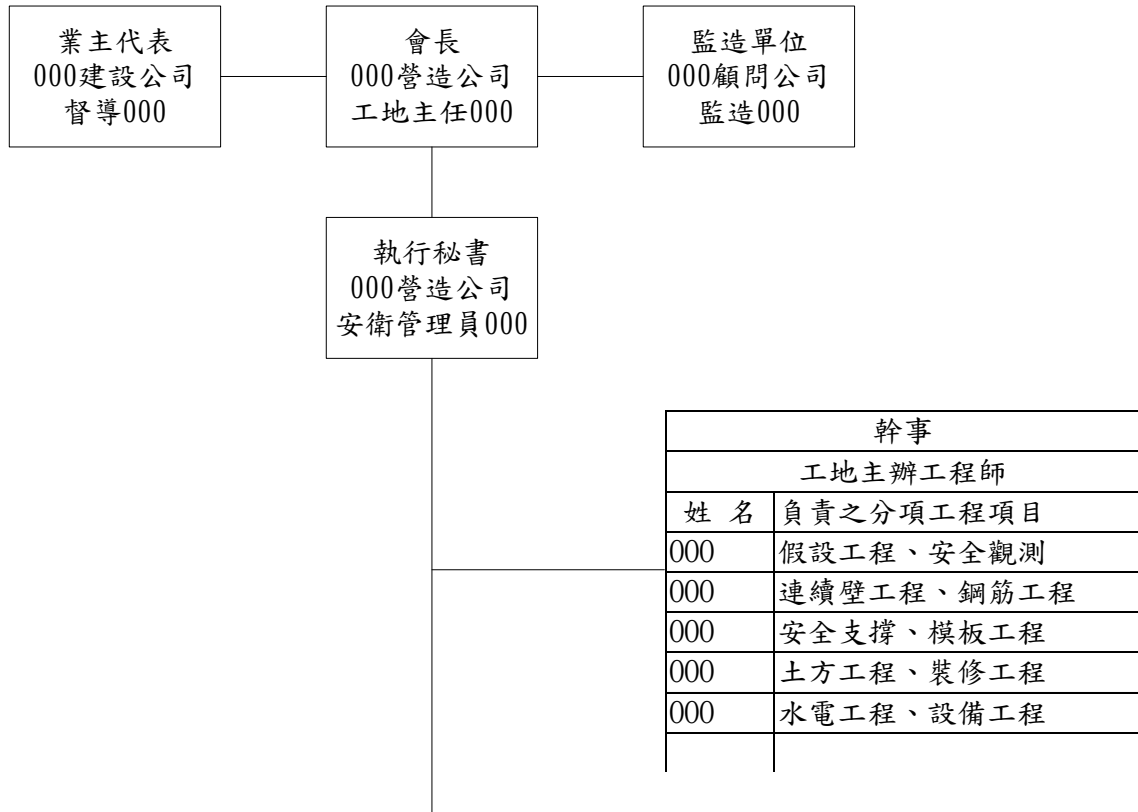 業主代表
000建設公司
督導000
會長
000營造公司
工地主任000
監造單位
000顧問公司
監造000
執行秘書
000營造公司
安衛管理員000
幹事
工地主辦工程師
姓 名 負責之分項工程項目
000 假設工程、安全觀測
000 連續壁工程、鋼筋工程
000 安全支撐、模板工程
000 土方工程、裝修工程
000 水電工程、設備工程